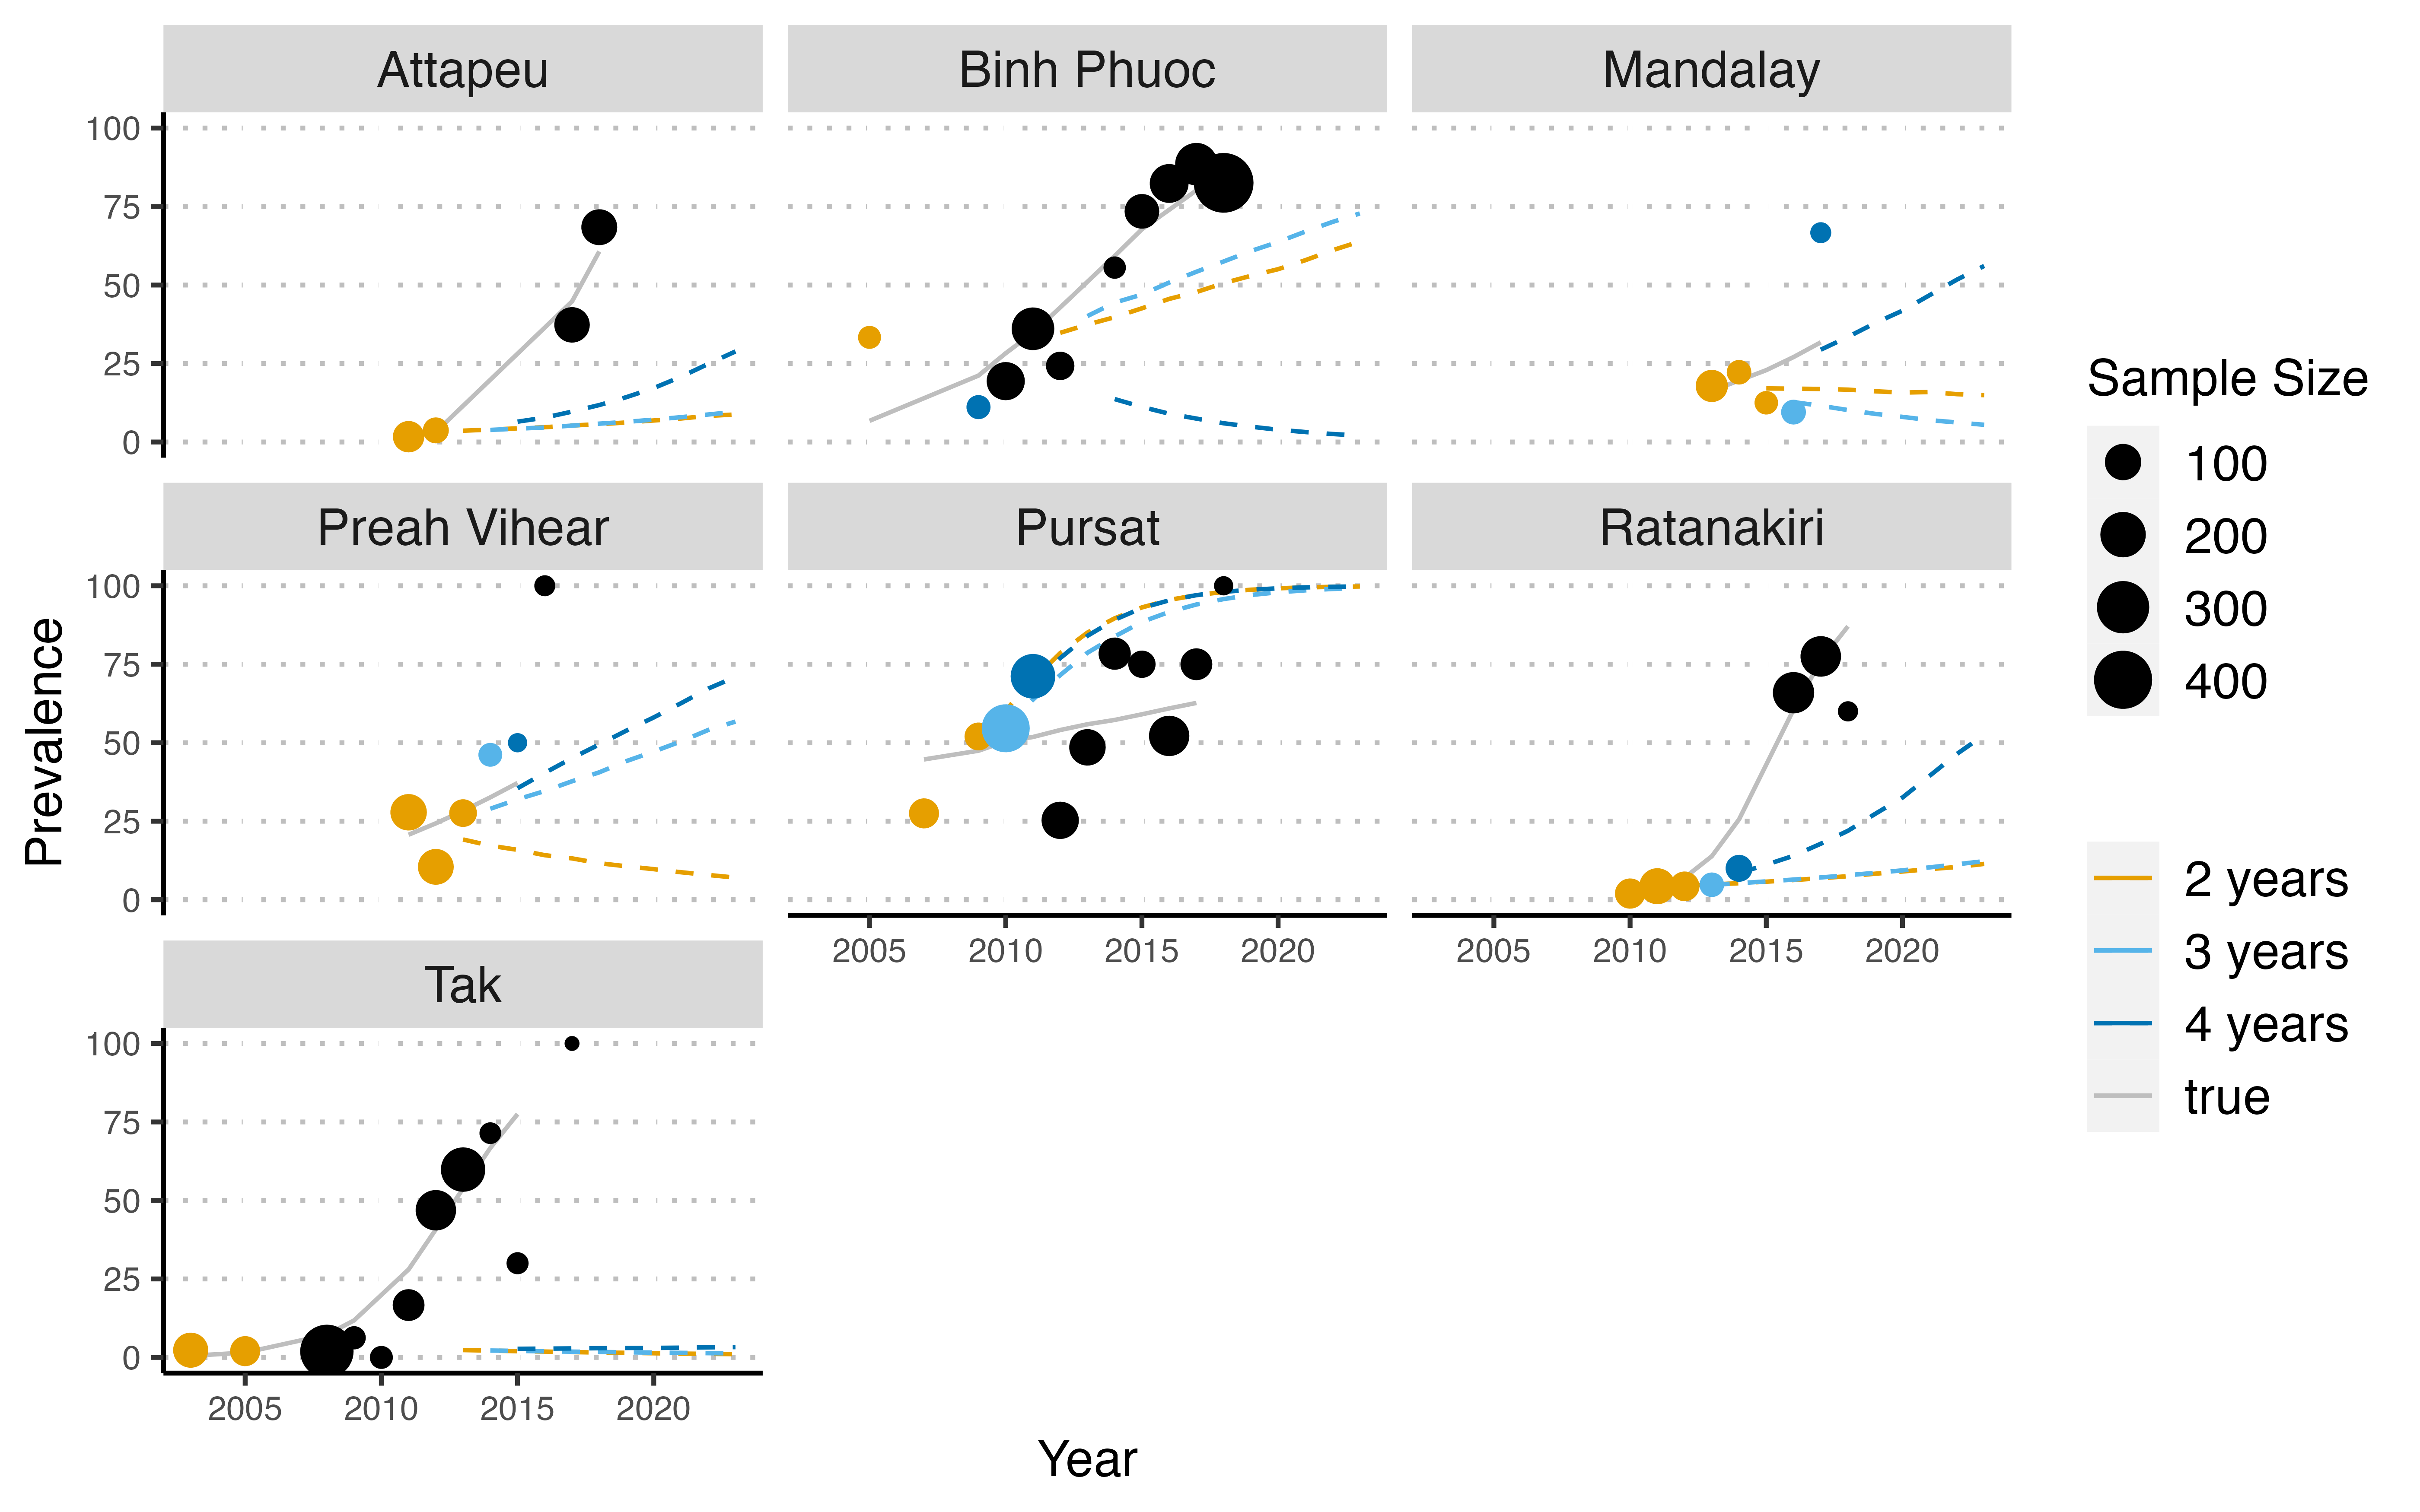 Attapeu
Binh Phuoc
Mandalay
100
75
50
25
0
Preah Vihear
Pursat
Ratanakiri
100
75
50
25
0
2005 2010 2015 2020
2005 2010 2015 2020
Tak
100
75
50
25
0
2005 2010 2015 2020
Prevalence
Year
Sample Size
100
200
300
400
2 years
3 years
4 years
true